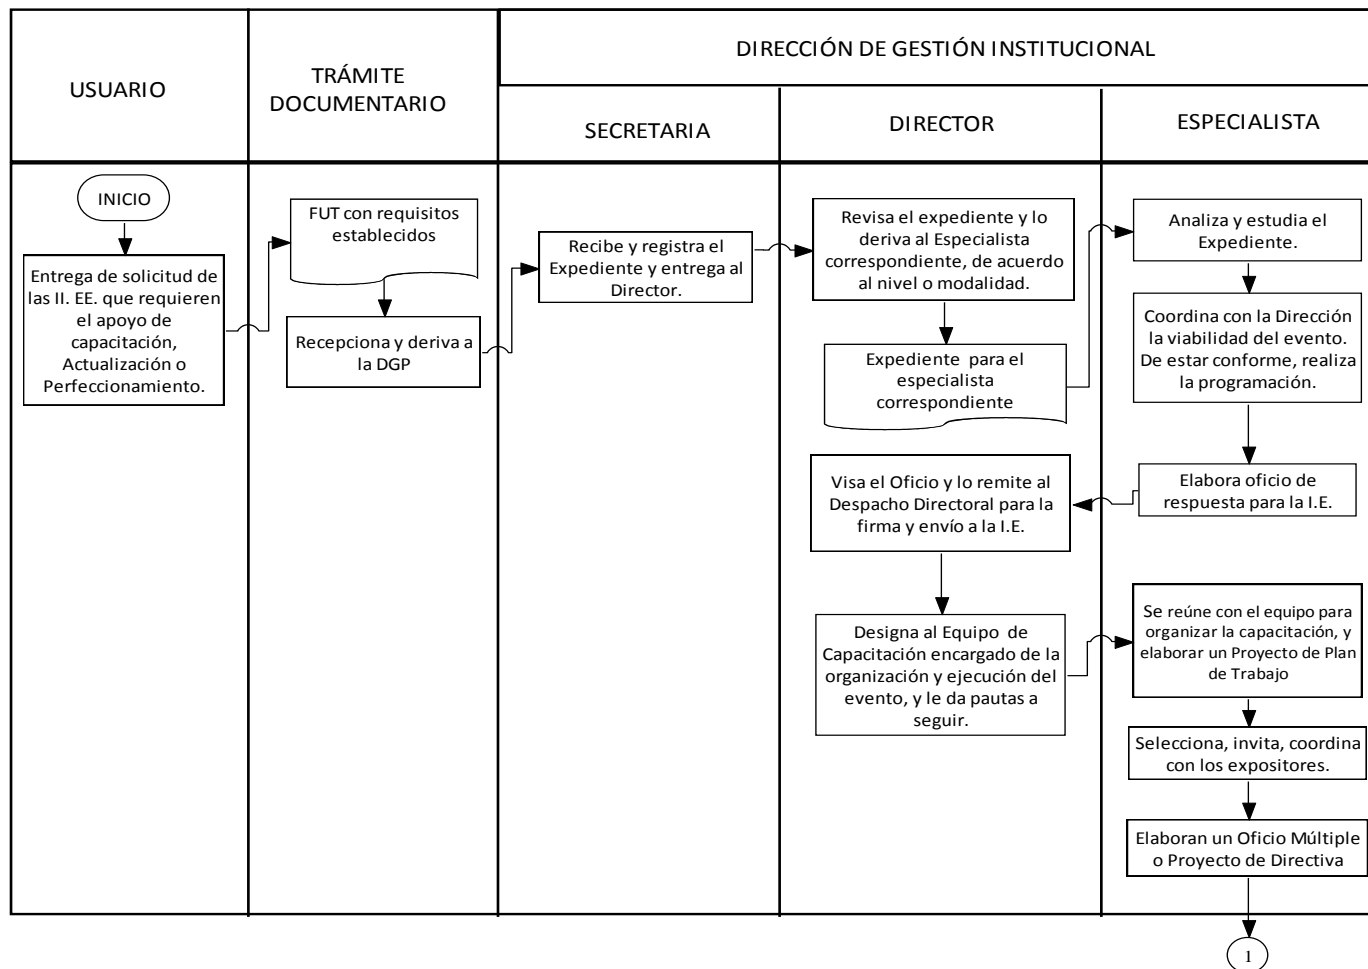 DIRECCIÓN DE GESTIÓN INSTITUCIONAL
USUARIO
TRÁMITE
DOCUMENTARIO
SECRETARIA
DIRECTOR
ESPECIALISTA
INICIO
Entrega de solicitud de
las II. EE. que requieren
el apoyo de
capacitación,
Actualización o
Perfeccionamiento.
FUT con requisitos
establecidos
Recepciona y deriva a
la DGP
Recibe y registra el
Expediente y entrega al
Director.
Revisa el expediente y lo
deriva al Especialista
correspondiente, de acuerdo
al nivel o modalidad.
Expediente para el
especialista
correspondiente
Analiza y estudia el
Expediente.
Coordina con la Dirección
la viabilidad del evento.
De estar conforme, realiza
la programación.
Elabora oficio de
respuesta para la I.E.
Visa el Oficio y lo remite al
Despacho Directoral para la
firma y envío a la I.E.
Designa al Equipo de
Capacitación encargado de la
organización y ejecución del
evento, y le da pautas a
seguir.
Se reúne con el equipo para
organizar la capacitación, y
elaborar un Proyecto de Plan
de Trabajo
Selecciona, invita, coordina
con los expositores.
Elaboran un Oficio Múltiple
o Proyecto de Directiva
1